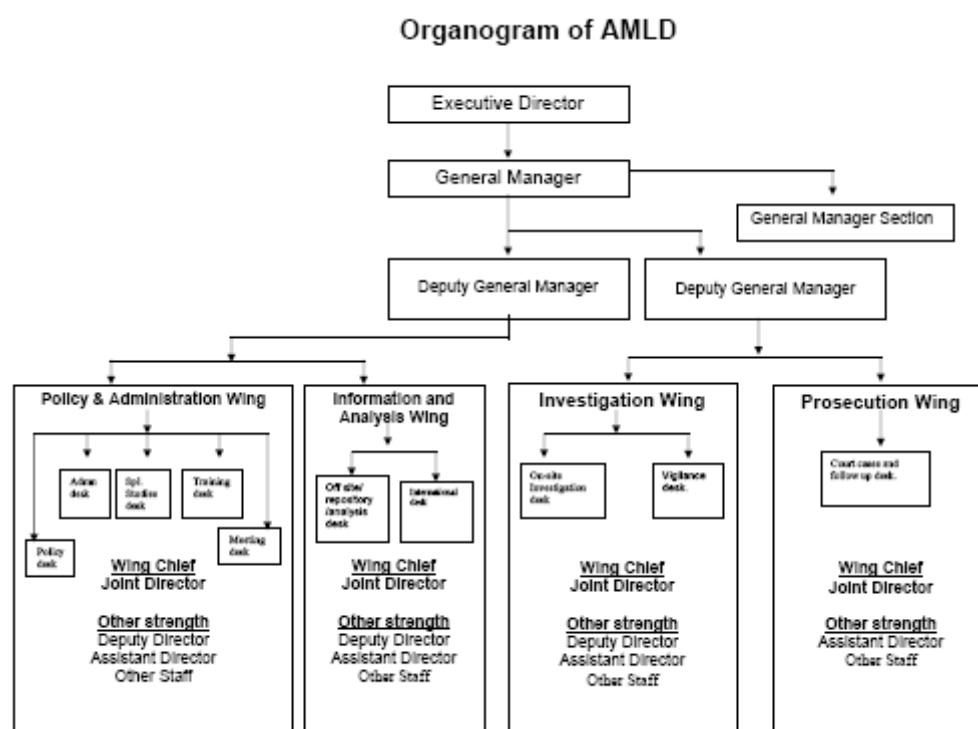 Organogram of AMLD
Executive Director
General Manager
General Manager Section
Deputy General Manager
Deputy General Manager
Policy & Administration Wing
Admn
desk
Spl.
Studies
desk
Training
desk
Policy
desk
Meeting
desk
Wing Chief
Joint Director
Other strength
Deputy Director
Assistant Director
Other Staff
Information and
Analysis Wing
Off site/
repository
/analysis
desk
International
desk
Wing Chief
Joint Director
Other strength
Deputy Director
Assistant Director
Other Staff
Investigation Wing
On-site
Investigation
desk
Vigilance
desk.
Wing Chief
Joint Director
Other strength
Deputy Director
Assistant Director
Other Staff
Prosecution Wing
Court cases and
follow up desk.
Wing Chief
Joint Director
Other strength
Assistant Director
Other Staff